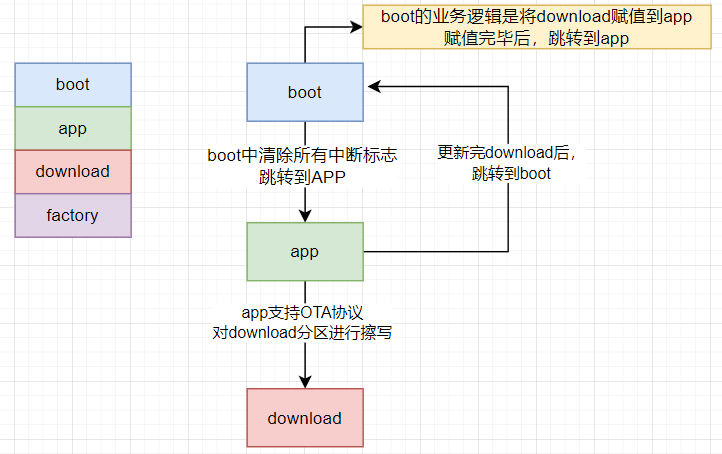 boot的业务逻辑是将download赋值到app
赋值完毕后，跳转到app
boot
app
download
factory
boot
boot中清除所有中断标志
跳转到APP
更新完download后，
跳转到boot
app
app支持OTA协议
对download分区进行擦写
download